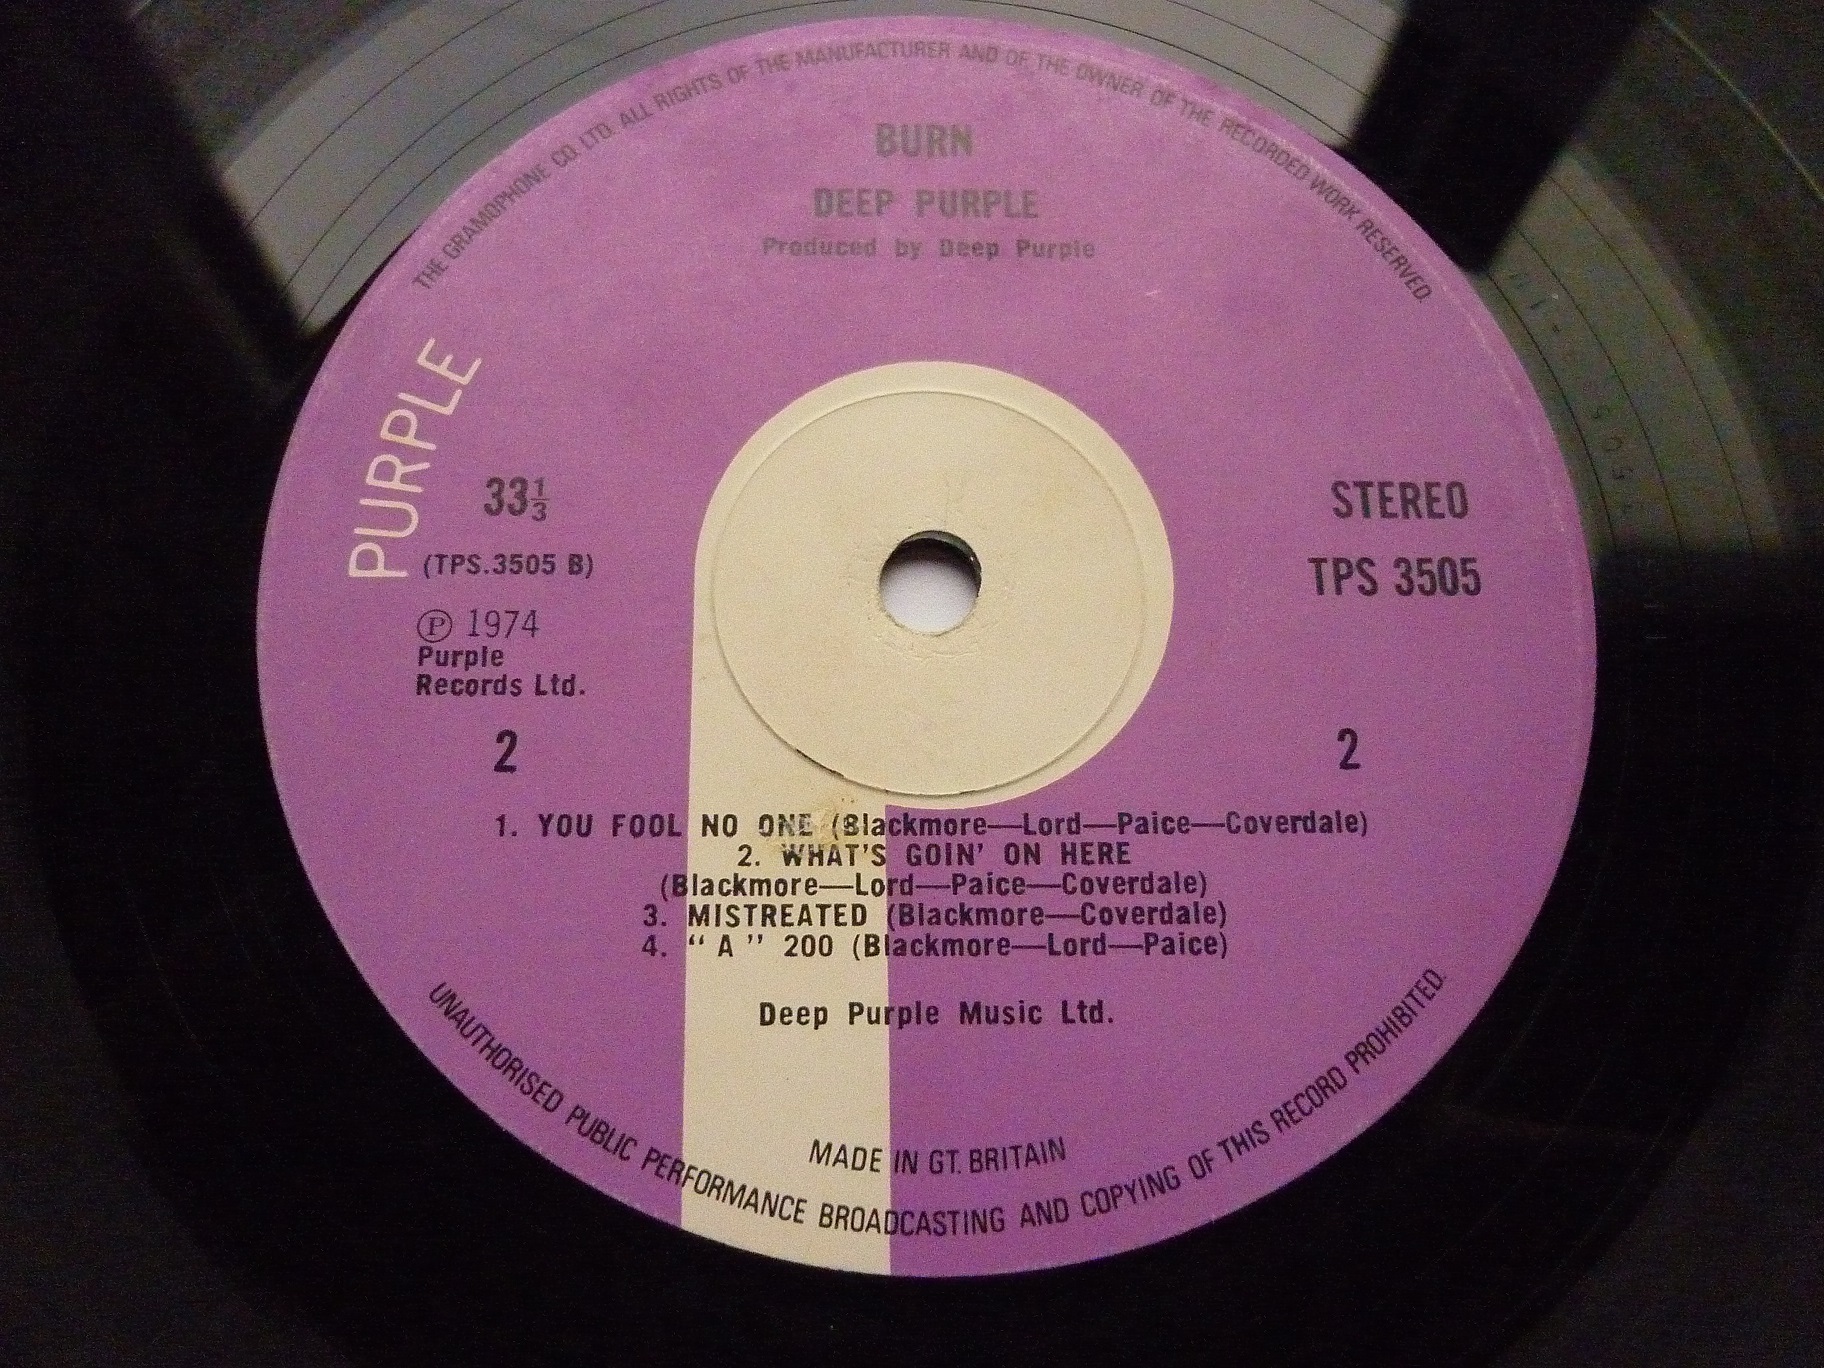 THE GRAMOPHONE CO. LTD. ALL RIGHTS OF THE MANUFACTURER AND OF THE OWNER OF THE RECORDED WORK RESERVED.
BURN
DEEP PURPLE
Produced by Deep Purple
PURPLE
33⅓
STEREO
(TPS.3505 B)
TPS 3505
℗ 1974
Purple
Records Ltd.
2
2
1. YOU FOOL NO ONE (Blackmore—Lord—Paice—Coverdale)
2. WHAT'S GOIN' ON HERE
(Blackmore—Lord—Paice—Coverdale)
3. MISTREATED (Blackmore—Coverdale)
4. “ A ” 200 (Blackmore—Lord—Paice)
Deep Purple Music Ltd.
MADE IN GT. BRITAIN
UNAUTHORISED PUBLIC PERFORMANCE BROADCASTING AND COPYING OF THIS RECORD PROHIBITED.